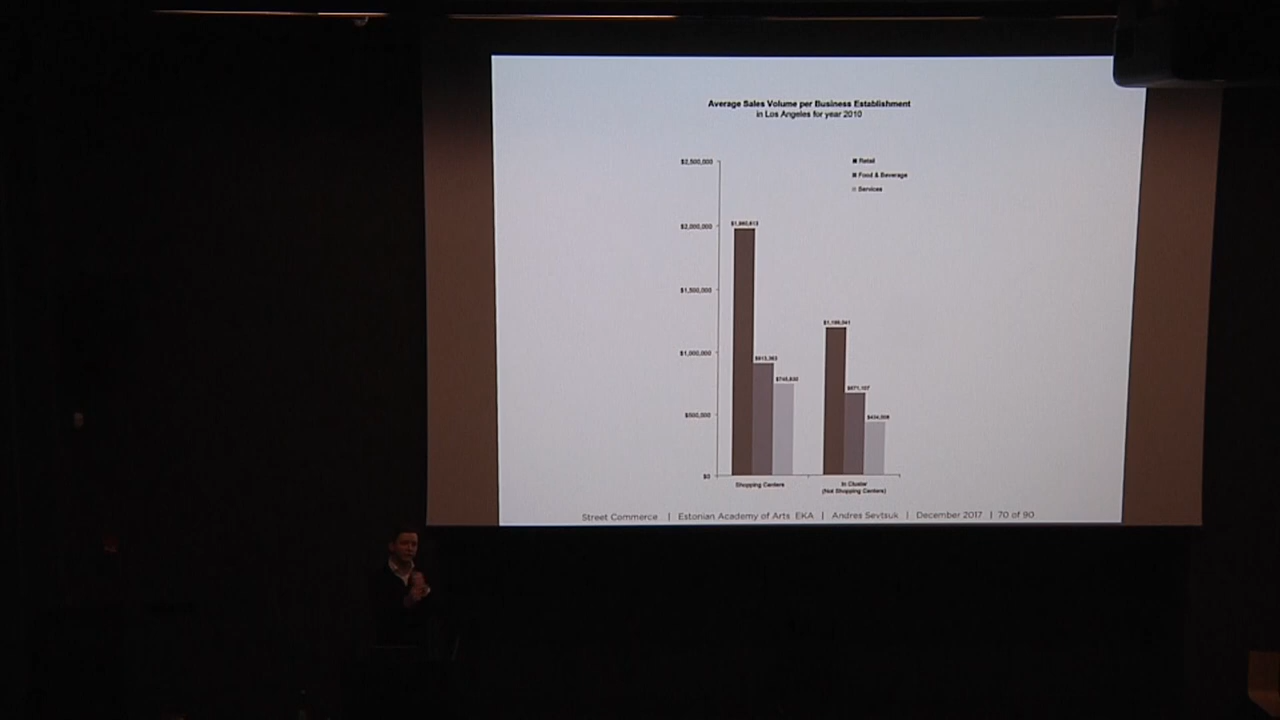 Average Sales Volume per Business Establishment
in Los Angeles for year 2010
$2,500,000
Retail
Food & Beverage
Services
$2,000,000
$1,500,000
$1,000,000
$913,363
$500,000
$0
Shopping Centers
In Cluster
(Not Shopping Centers)
Street Commerce | Estonian Academy of Arts EKA | Andres Sevtsuk | December 2017 | 70 of 90